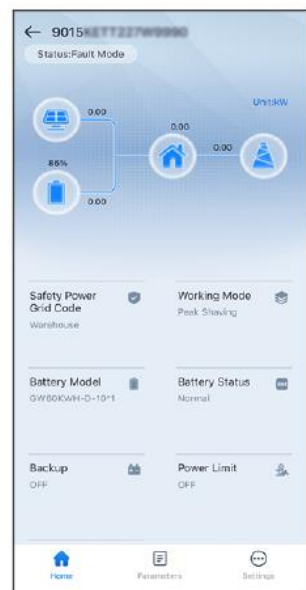 9015
Status:Fault Mode
0.00
Unit:kW
0.00
0.00
86%
0.00
Safety Power
Grid Code
Warehouse
Working Mode
Peak Shaving
Battery Model
GW60KWH-D-10*1
Battery Status
Normal
Backup
OFF
Power Limit
OFF
Home
Parameters
Settings